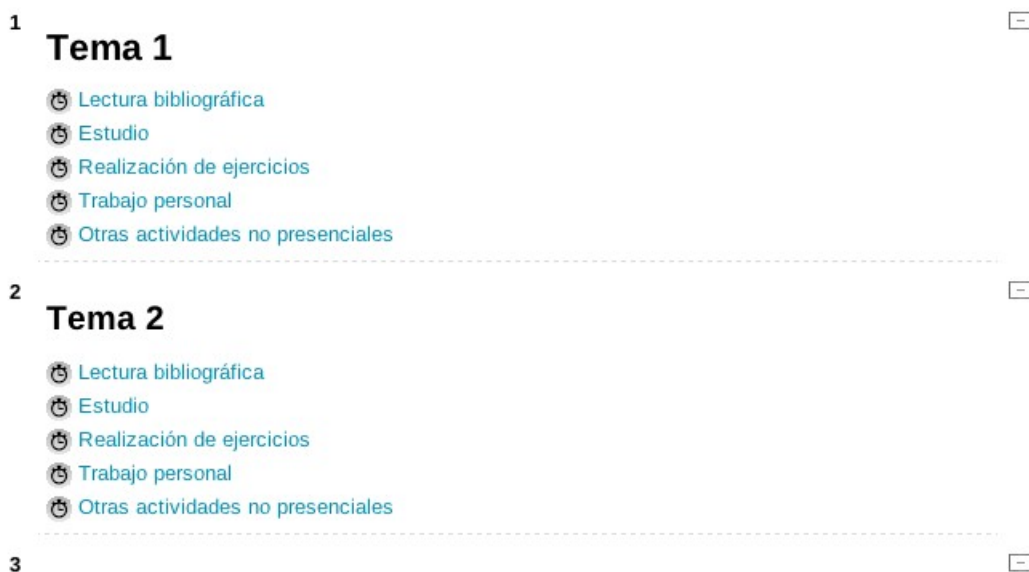 1
Tema 1
Lectura bibliográfica
Estudio
Realización de ejercicios
Trabajo personal
Otras actividades no presenciales
2
Tema 2
Lectura bibliográfica
Estudio
Realización de ejercicios
Trabajo personal
Otras actividades no presenciales
3